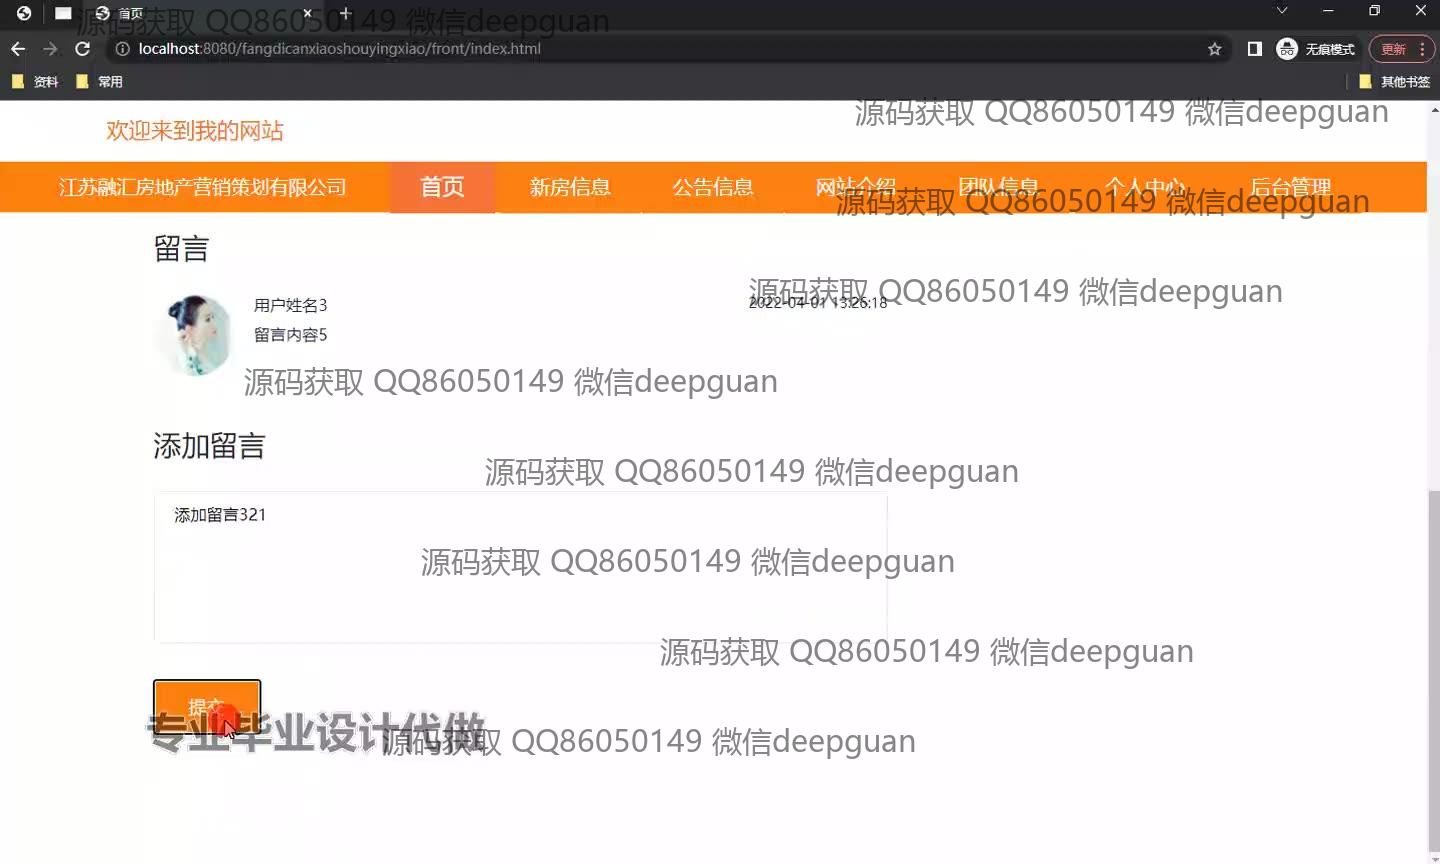 首页
源码获取 QQ86050149 微信deepguan
localhost:8080/fangdicanxiaoshouyingxiao/front/index.html
无痕模式
更新
资料
常用
其他书签
源码获取 QQ86050149 微信deepguan
欢迎来到我的网站
江苏融汇房地产营销策划有限公司
首页
新房信息
公告信息
网站介绍
团队信息
个人中心
后台管理
源码获取 QQ86050149 微信deepguan
留言
源码获取 QQ86050149 微信deepguan
用户姓名3
2022-04-01 13:26:18
留言内容5
源码获取 QQ86050149 微信deepguan
添加留言
源码获取 QQ86050149 微信deepguan
添加留言321
源码获取 QQ86050149 微信deepguan
源码获取 QQ86050149 微信deepguan
提交
专业毕业设计代做
源码获取 QQ86050149 微信deepguan